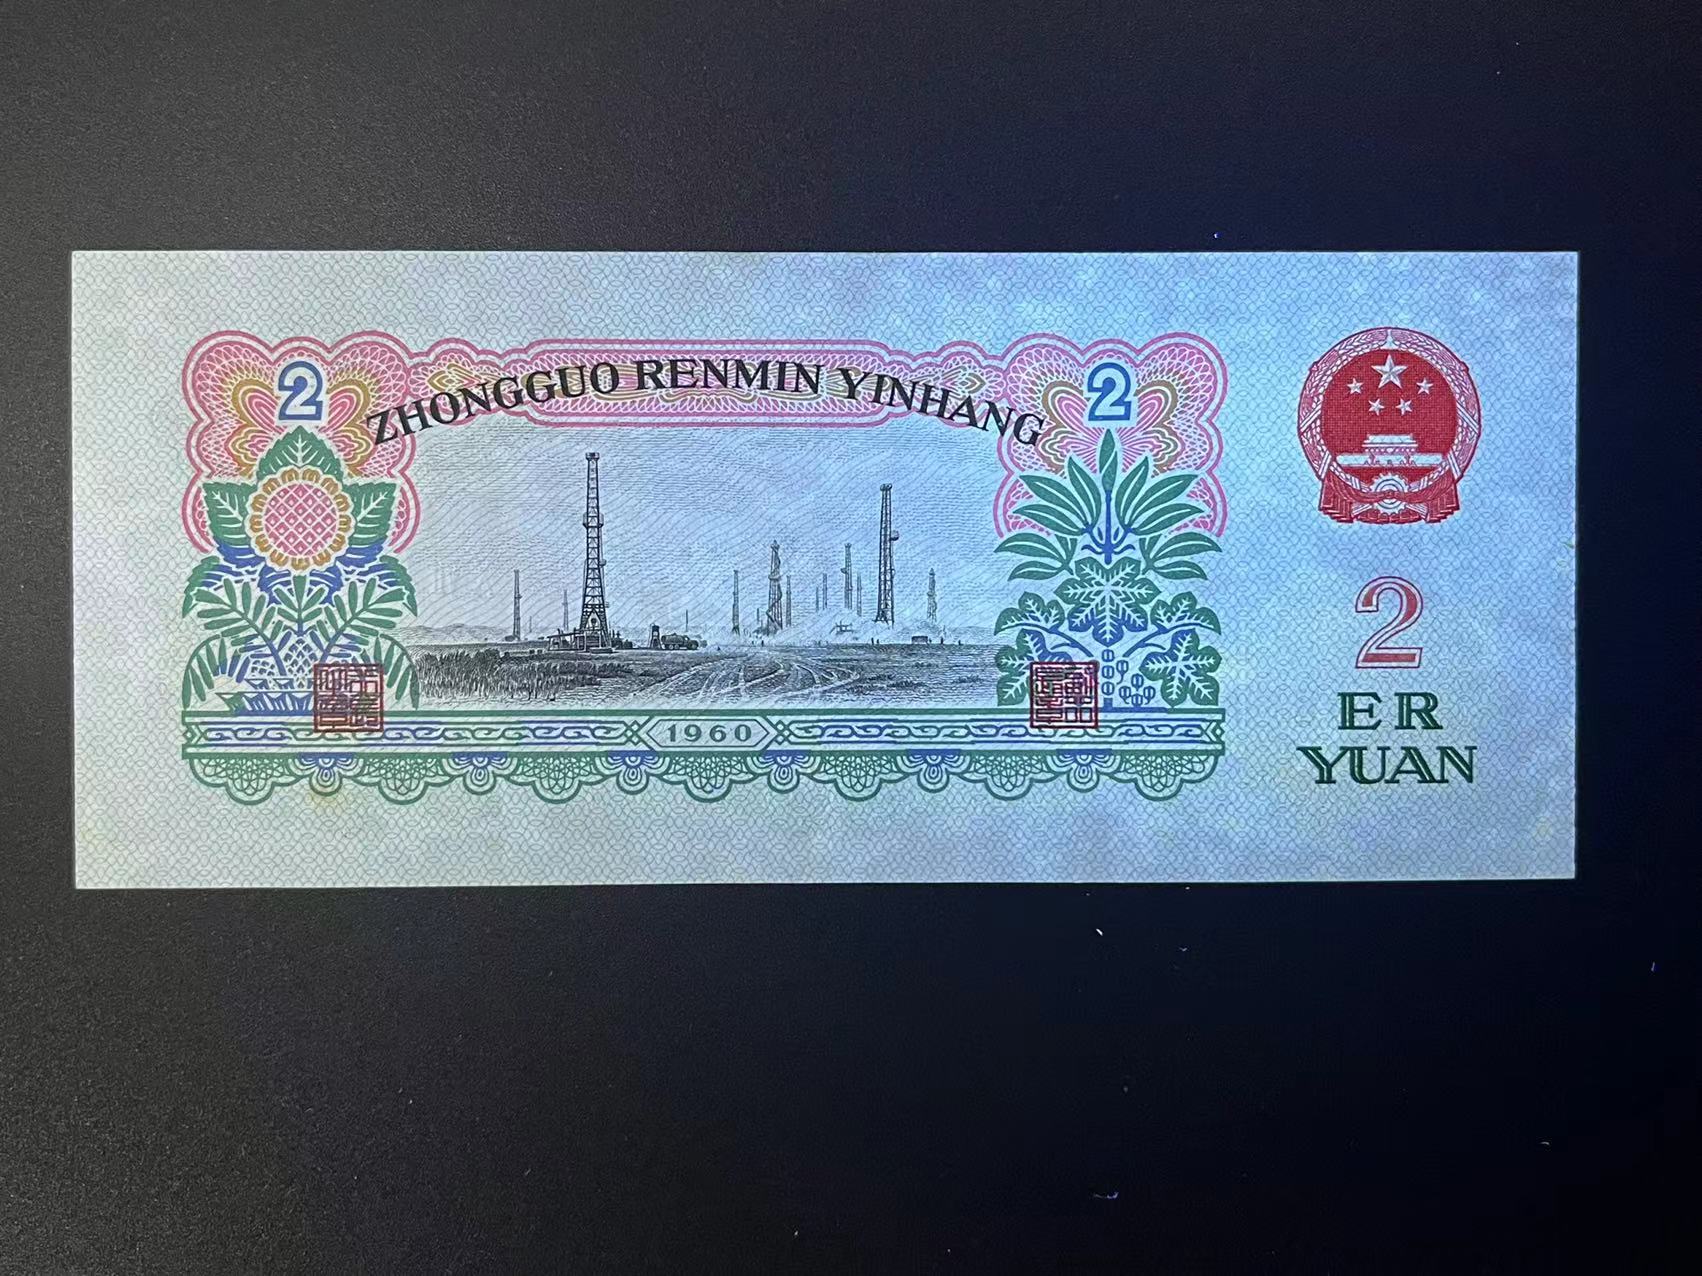 2
ZHONGGUO RENMIN YINHANG
2
2
ER
YUAN
1960